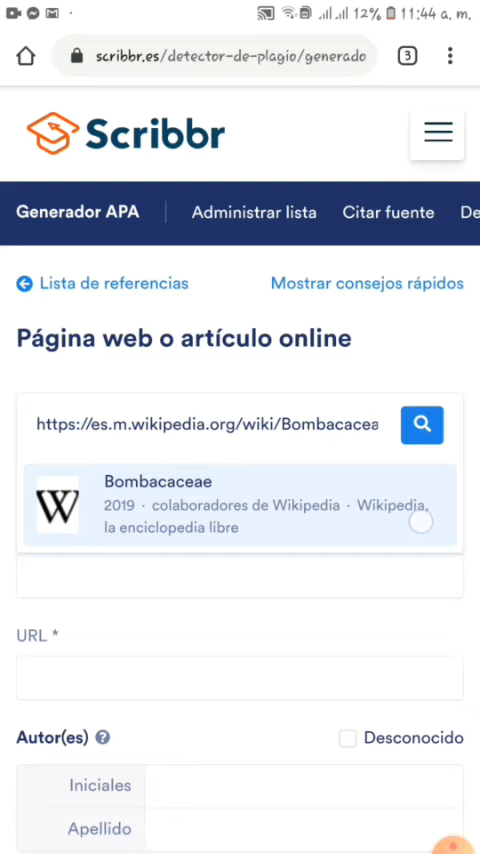 12% 11:44 a. m.
scribbr.es/detector-de-plagio/generado
3
Scribbr
Generador APA
Administrar lista
Citar fuente
De
Lista de referencias
Mostrar consejos rápidos
Página web o artículo online
https://es.m.wikipedia.org/wiki/Bombacacea
W
Bombacaceae
2019 · colaboradores de Wikipedia · Wikipedia,
la enciclopedia libre
URL *
Autor(es) ?
Desconocido
Iniciales
Apellido